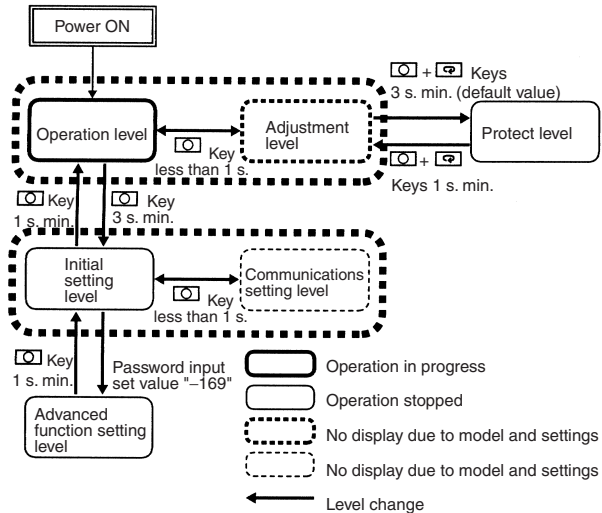 Power ON
Operation level
Key
less than 1 s.
Adjustment
level
+ Keys
3 s. min. (default value)
Protect level
+
Keys 1 s. min.
Key
1 s. min.
Key
3 s. min.
Initial
setting
level
Key
less than 1 s.
Communications
setting level
Key
1 s. min.
Password input
set value "–169"
Advanced
function setting
level
Operation in progress
Operation stopped
No display due to model and settings
No display due to model and settings
Level change